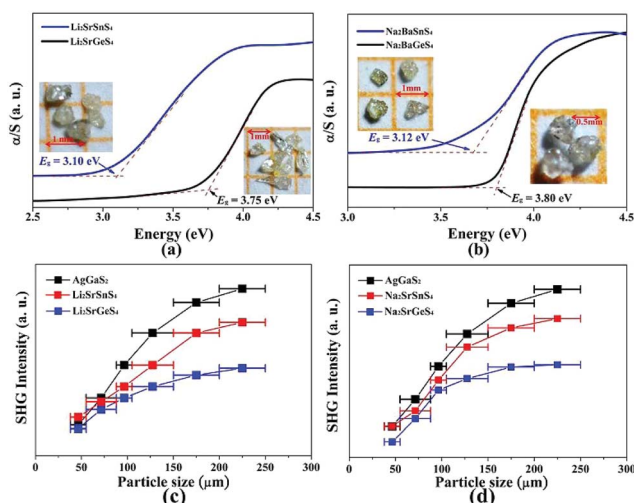 Li₂SrSnS₄
Li₂SrGeS₄
α/S (a. u.)
1 mm
1mm
Eg = 3.10 eV
Eg = 3.75 eV
2.5 3.0 3.5 4.0 4.5
Energy (eV)
(a)
Na₂BaSnS₄
Na₂BaGeS₄
α/S (a. u.)
1mm
0.5mm
Eg = 3.12 eV
Eg = 3.80 eV
3.0 3.5 4.0 4.5
Energy (eV)
(b)
AgGaS₂
Li₂SrSnS₄
Li₂SrGeS₄
SHG Intensity (a. u.)
0 50 100 150 200 250 300
Particle size (μm)
(c)
AgGaS₂
Na₂SrSnS₄
Na₂SrGeS₄
SHG Intensity (a. u.)
0 50 100 150 200 250 300
Particle size (μm)
(d)